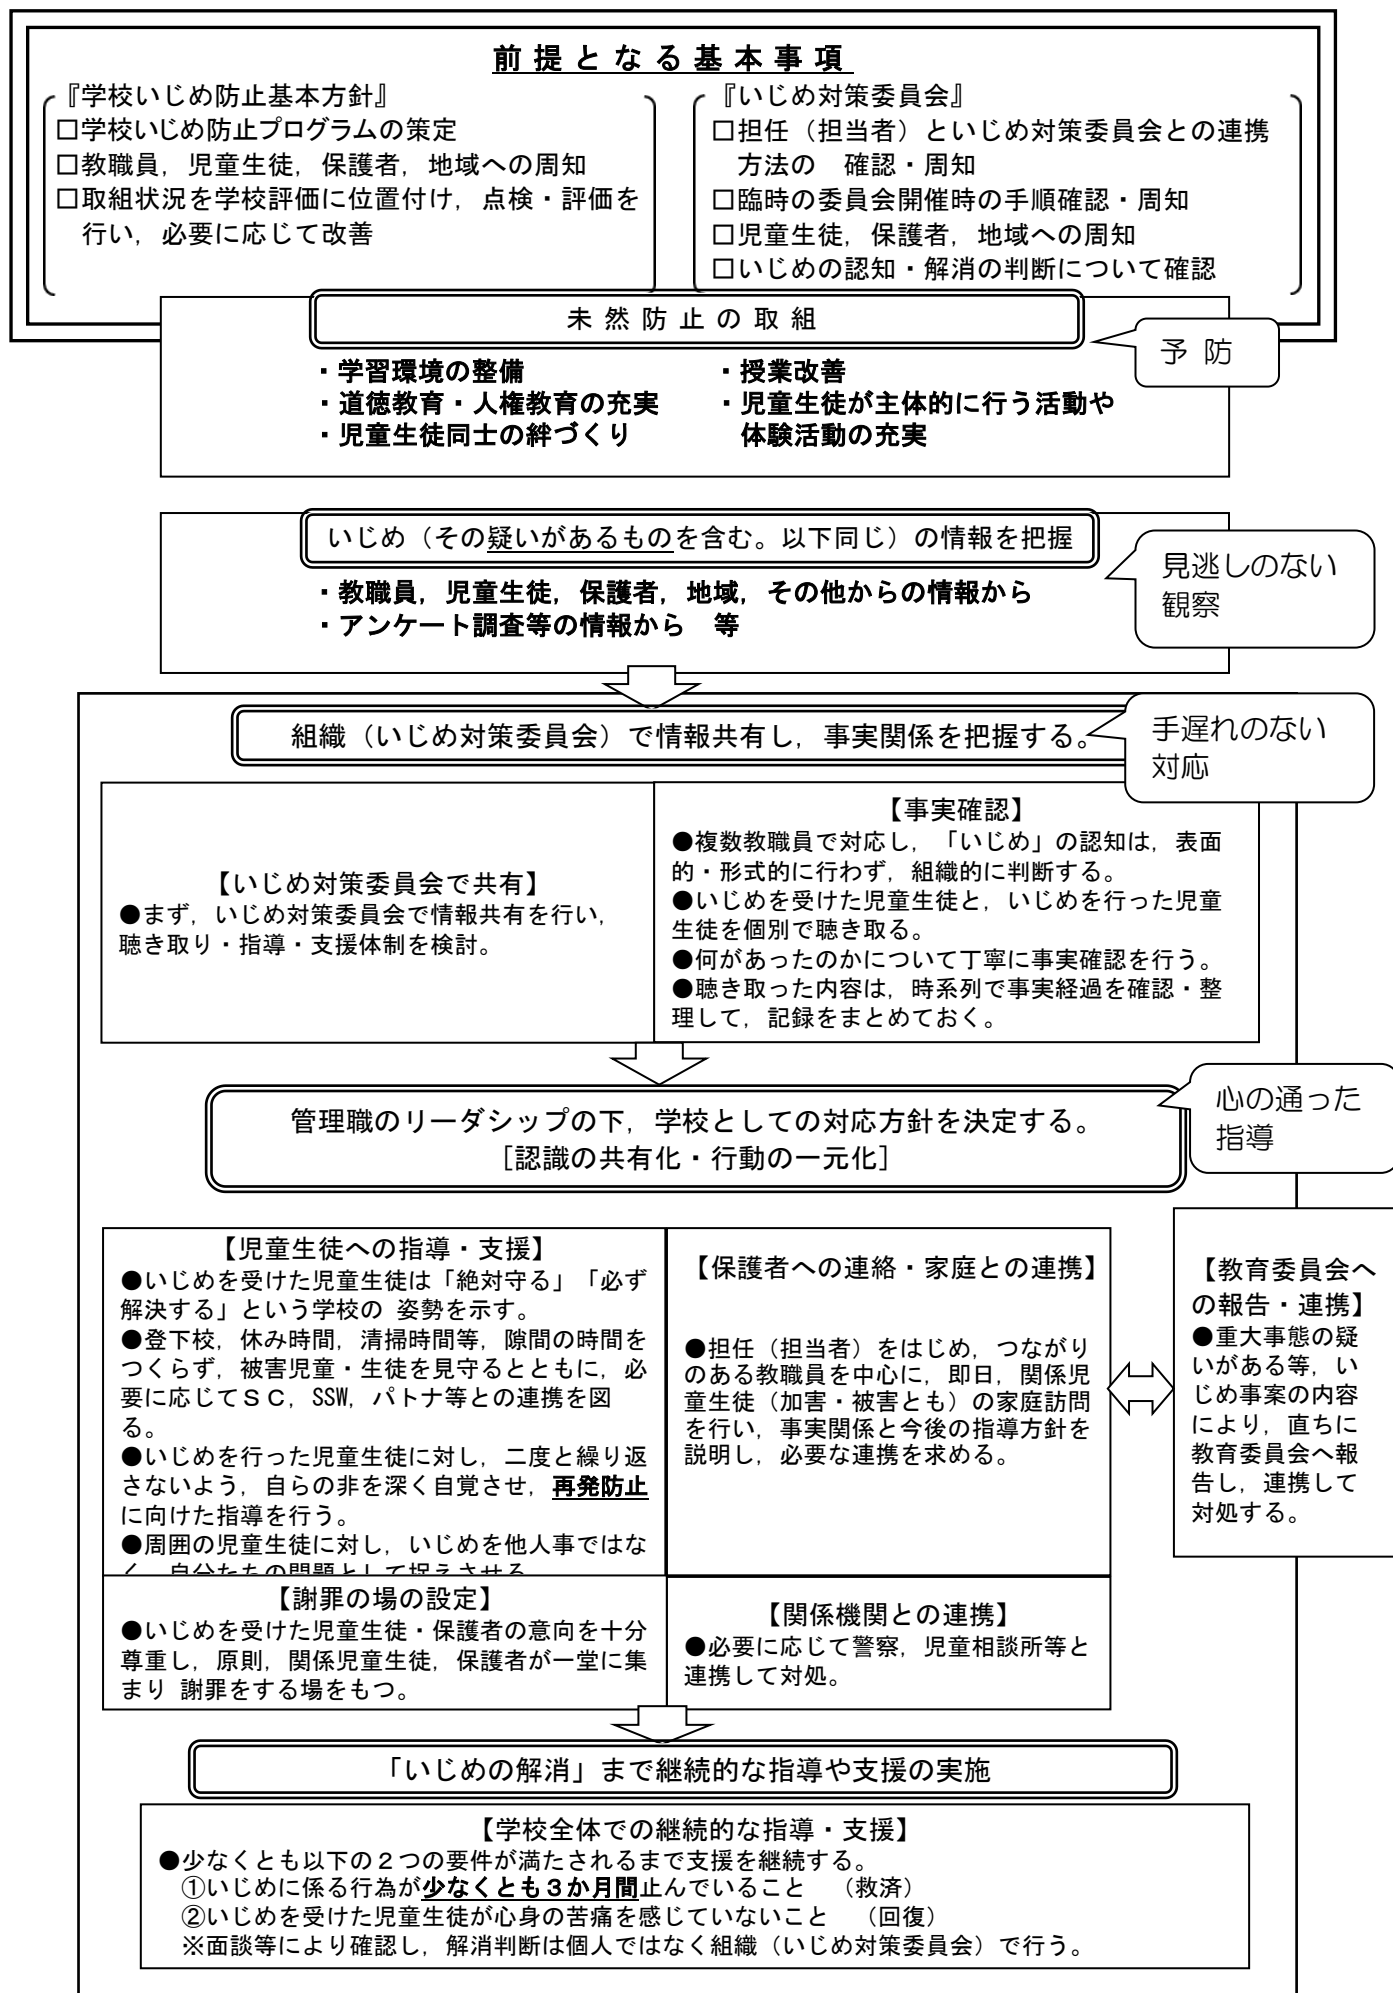 前提となる基本事項
『学校いじめ防止基本方針』
□学校いじめ防止プログラムの策定
□教職員，児童生徒，保護者，地域への周知
□取組状況を学校評価に位置付け，点検・評価を
行い，必要に応じて改善
『いじめ対策委員会』
□担任（担当者）といじめ対策委員会との連携
方法の　確認・周知
□臨時の委員会開催時の手順確認・周知
□児童生徒，保護者，地域への周知
□いじめの認知・解消の判断について確認
未然防止の取組
予 防
・学習環境の整備
・道徳教育・人権教育の充実
・児童生徒同士の絆づくり
・授業改善
・児童生徒が主体的に行う活動や
体験活動の充実
いじめ（その疑いがあるものを含む。以下同じ）の情報を把握
見逃しのない
観察
・教職員，児童生徒，保護者，地域，その他からの情報から
・アンケート調査等の情報から　等
組織（いじめ対策委員会）で情報共有し，事実関係を把握する。
手遅れのない
対応
【いじめ対策委員会で共有】
●まず，いじめ対策委員会で情報共有を行い，
聴き取り・指導・支援体制を検討。
【事実確認】
●複数教職員で対応し，「いじめ」の認知は，表面
的・形式的に行わず，組織的に判断する。
●いじめを受けた児童生徒と，いじめを行った児童
生徒を個別で聴き取る。
●何があったのかについて丁寧に事実確認を行う。
●聴き取った内容は，時系列で事実経過を確認・整
理して，記録をまとめておく。
管理職のリーダシップの下，学校としての対応方針を決定する。
［認識の共有化・行動の一元化］
心の通った
指導
【児童生徒への指導・支援】
●いじめを受けた児童生徒は「絶対守る」「必ず
解決する」という学校の 姿勢を示す。
●登下校，休み時間，清掃時間等，隙間の時間を
つくらず，被害児童・生徒を見守るとともに，必
要に応じてＳＣ，SSW，パトナ等との連携を図
る。
●いじめを行った児童生徒に対し，二度と繰り返
さないよう，自らの非を深く自覚させ，再発防止
に向けた指導を行う。
●周囲の児童生徒に対し，いじめを他人事ではな
く，自分たちの問題として捉えさせる
【保護者への連絡・家庭との連携】
●担任（担当者）をはじめ，つながり
のある教職員を中心に，即日，関係児
童生徒（加害・被害とも）の家庭訪問
を行い，事実関係と今後の指導方針を
説明し，必要な連携を求める。
【教育委員会へ
の報告・連携】
●重大事態の疑
いがある等，い
じめ事案の内容
により，直ちに
教育委員会へ報
告し，連携して
対処する。
【謝罪の場の設定】
●いじめを受けた児童生徒・保護者の意向を十分
尊重し，原則，関係児童生徒，保護者が一堂に集
まり 謝罪をする場をもつ。
【関係機関との連携】
●必要に応じて警察，児童相談所等と
連携して対処。
「いじめの解消」まで継続的な指導や支援の実施
【学校全体での継続的な指導・支援】
●少なくとも以下の２つの要件が満たされるまで支援を継続する。
①いじめに係る行為が少なくとも３か月間止んでいること　（救済）
②いじめを受けた児童生徒が心身の苦痛を感じていないこと　（回復）
※面談等により確認し，解消判断は個人ではなく組織（いじめ対策委員会）で行う。